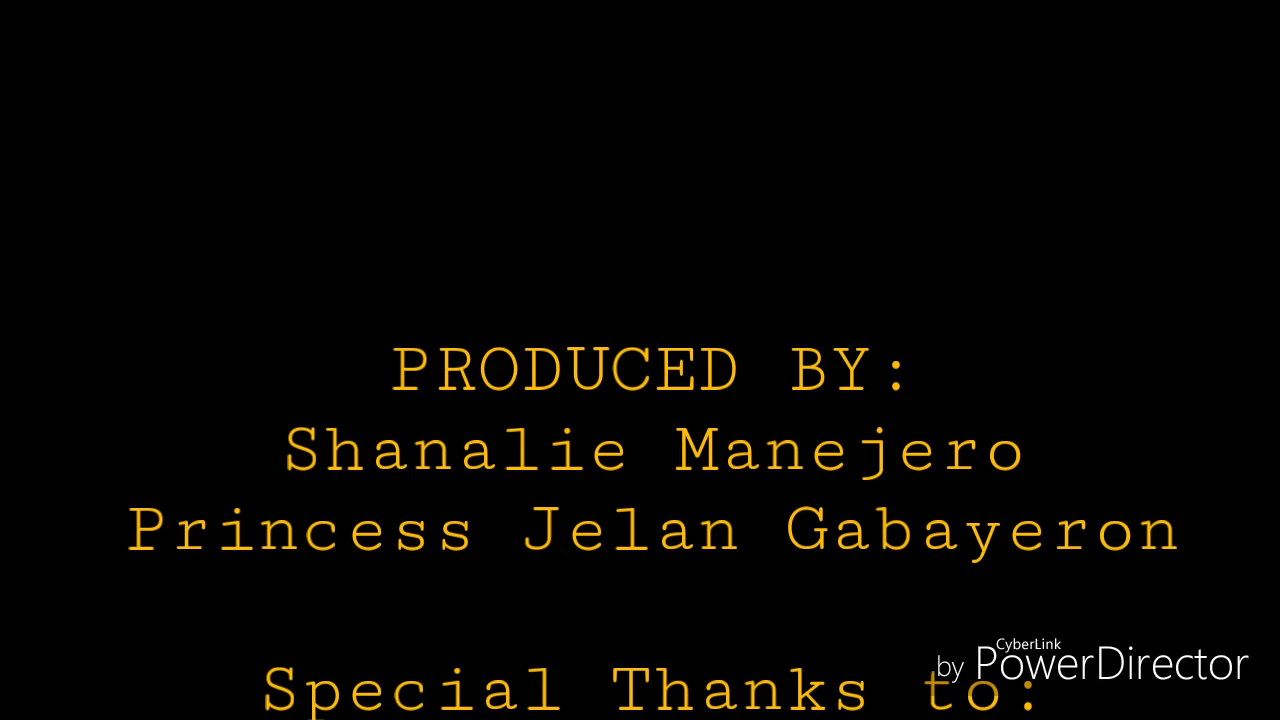 PRODUCED BY:
Shanalie Manejero
Princess Jelan Gabayeron
Special Thanks to:
CyberLink
by PowerDirector